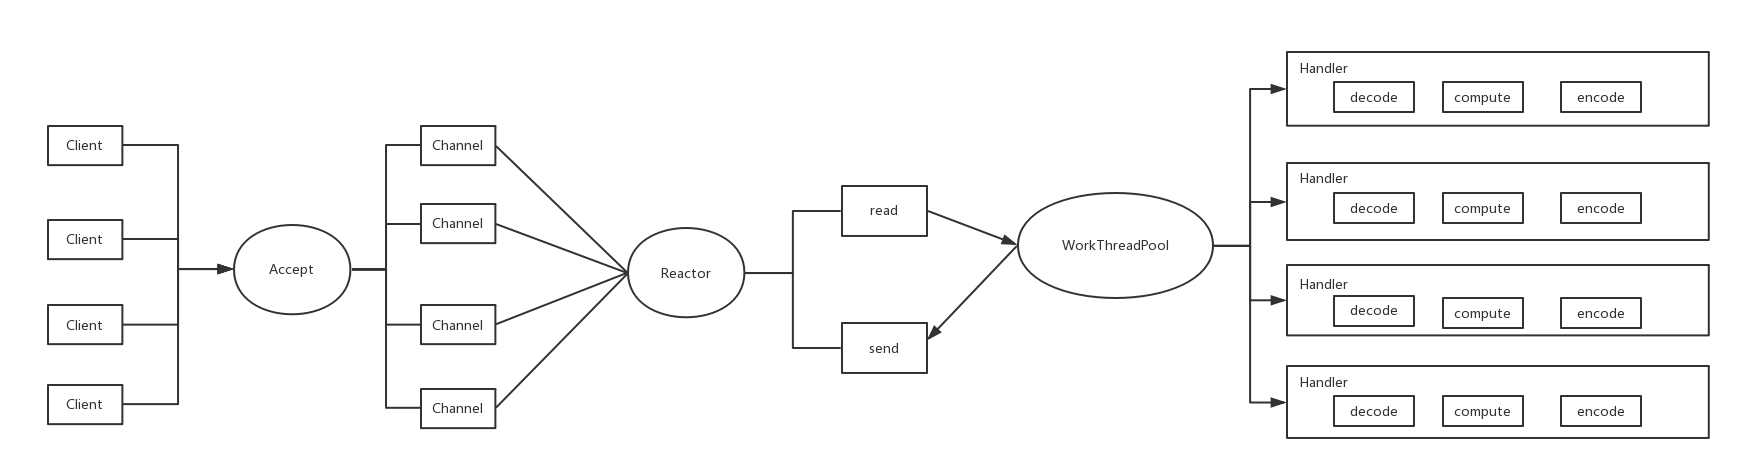 Client
Client
Client
Client
Accept
Channel
Channel
Channel
Channel
Reactor
read
send
WorkThreadPool
Handler
decode compute encode
Handler
decode compute encode
Handler
decode compute encode
Handler
decode compute encode